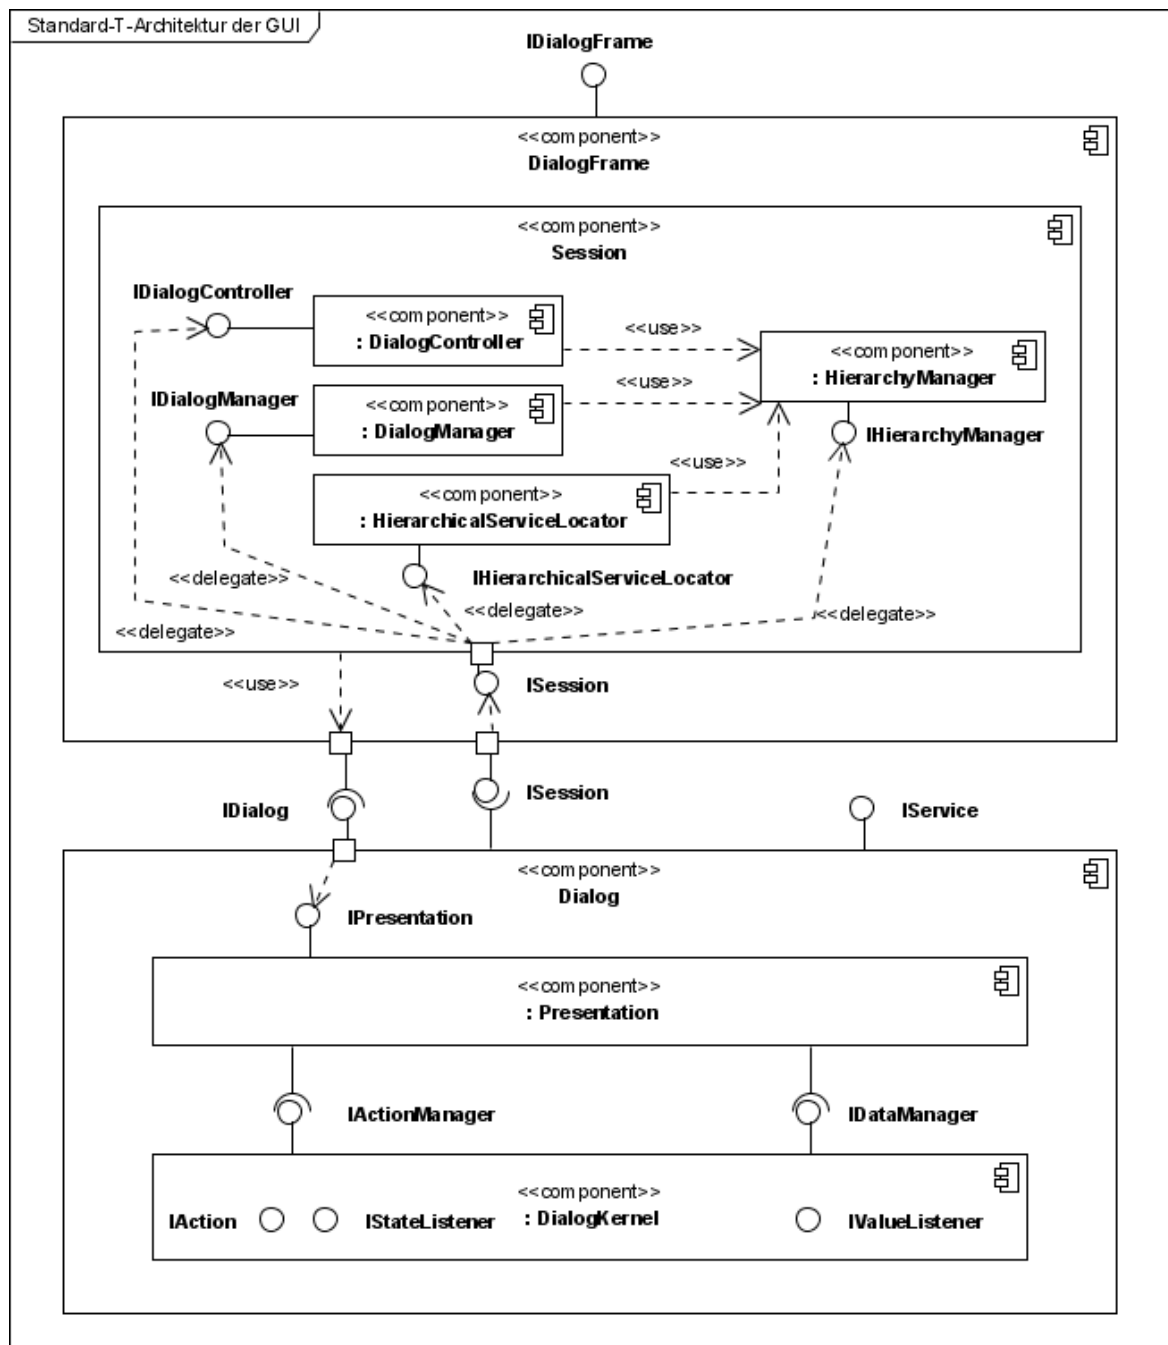 Standard-T-Architektur der GUI
IDialogFrame
<<component>>
DialogFrame
<<component>>
Session
IDialogController
<<component>>
: DialogController
<<use>>
<<component>>
: HierarchyManager
IDialogManager
<<component>>
: DialogManager
<<use>>
IHierarchyManager
<<use>>
<<component>>
: HierarchicalServiceLocator
<<delegate>>
IHierarchicalServiceLocator
<<delegate>>
<<delegate>>
<<delegate>>
<<use>>
ISession
IDialog
ISession
IService
<<component>>
Dialog
IPresentation
<<component>>
: Presentation
IActionManager
IDataManager
<<component>>
: DialogKernel
IAction
IStateListener
IValueListener